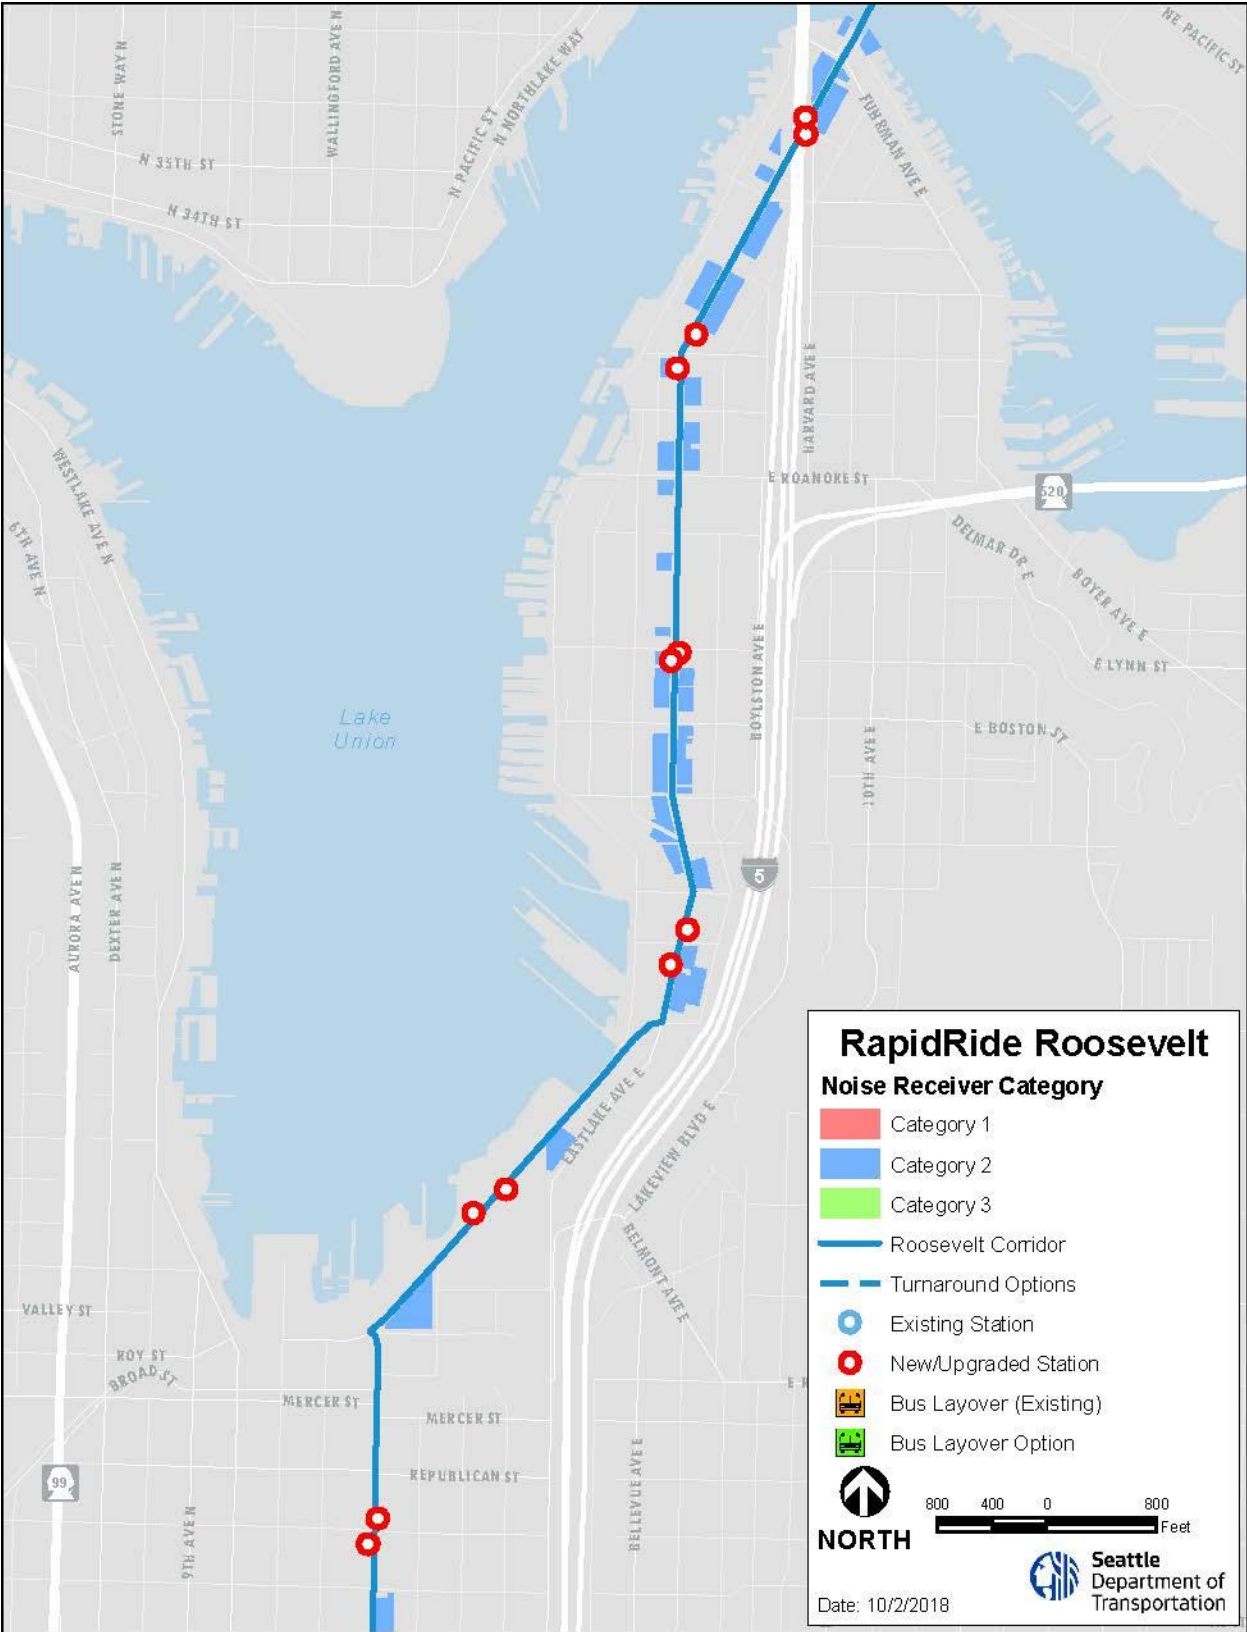 NE PACIFIC ST
STONE WAY N
WALLINGFORD AVE N
N NORTHLAKE WAY
N PACIFIC ST
FUHRMAN AVE E
N 35TH ST
N 34TH ST
HARVARD AVE E
WESTLAKE AVE N
6TH AVE N
E ROANOKE ST
520
DELMAR DR E
BOYER AVE E
E LYNN ST
BOYLSTON AVE E
Lake
Union
10TH AVE E
E BOSTON ST
5
AURORA AVE N
DEXTER AVE N
EASTLAKE AVE E
LAKEVIEW BLVD E
BELMONT AVE E
VALLEY ST
ROY ST
BROAD ST
MERCER ST
MERCER ST
REPUBLICAN ST
BELLEVUE AVE E
99
9TH AVE N
RapidRide Roosevelt
Noise Receiver Category
Category 1
Category 2
Category 3
Roosevelt Corridor
Turnaround Options
Existing Station
New/Upgraded Station
Bus Layover (Existing)
Bus Layover Option
NORTH
800 400 0 800
Feet
Seattle
Department of
Transportation
Date: 10/2/2018